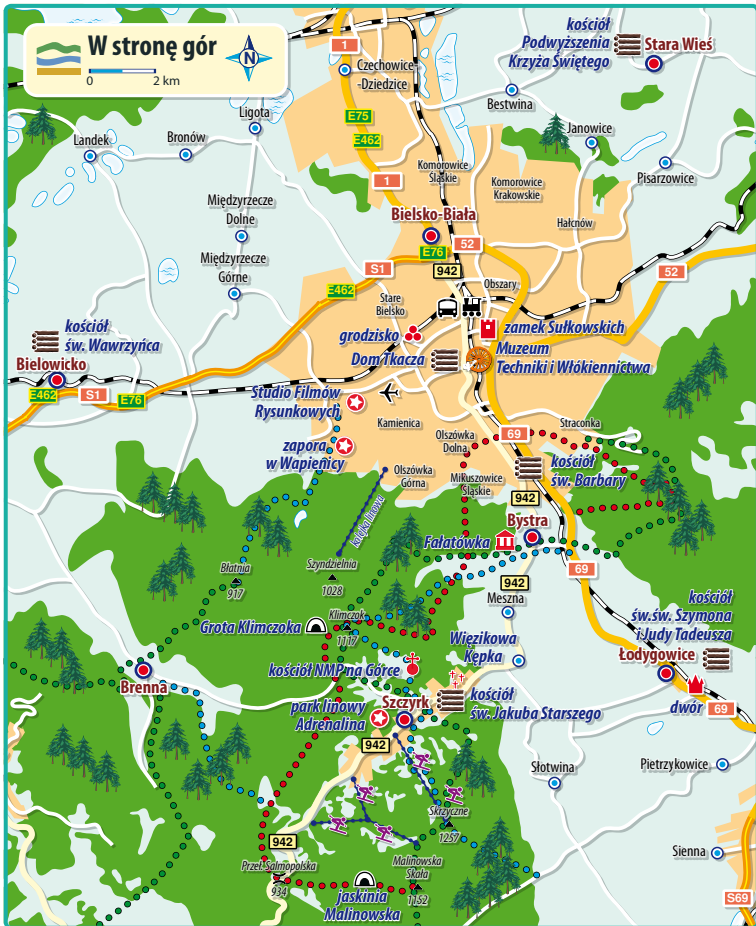 W stronę gór
N
0 2 km
kościół
Podwyższenia
Krzyża Świętego
Stara Wieś
1
Czechowice-
-Dziedzice
Bestwina
E75
E462
Ligota
Landek
Bronów
Janowice
Komorowice
Śląskie
Komorowice
Krakowskie
Pisarzowice
1
Międzyrzecze
Dolne
Bielsko-Biała
Hałcnów
E76
52
942
Międzyrzecze
Górne
S1
E462
52
Obszary
Stare
Bielsko
kościół
św. Wawrzyńca
Bielowicko
grodzisko
zamek Sułkowskich
Dom Tkacza
Muzeum
Techniki i Włókiennictwa
E462
S1
E76
Studio Filmów
Rysunkowych
Kamienica
Straconka
69
Olszówka
Dolna
zapora
w Wapienicy
Olszówka
Górna
Mikuszowice
Śląskie
kościół
św. Barbary
942
kolejka linowa
Bystra
Fałatówka
Błatnia
917
Szyndzielnia
1028
69
942
Meszna
kościół
św.św. Szymona
i Judy Tadeusza
Klimczok
1117
Grota Klimczoka
Więzikowa
Kępka
Łodygowice
Brenna
kościół NMP na Górce
dwór
69
park linowy
Adrenalina
Szczyrk
kościół
św. Jakuba Starszego
942
Słotwina
Pietrzykowice
Skrzyczne
1257
942
Sienna
Przeł. Salmopolska
934
Malinowska
Skała
1152
jaskinia
Malinowska
S69